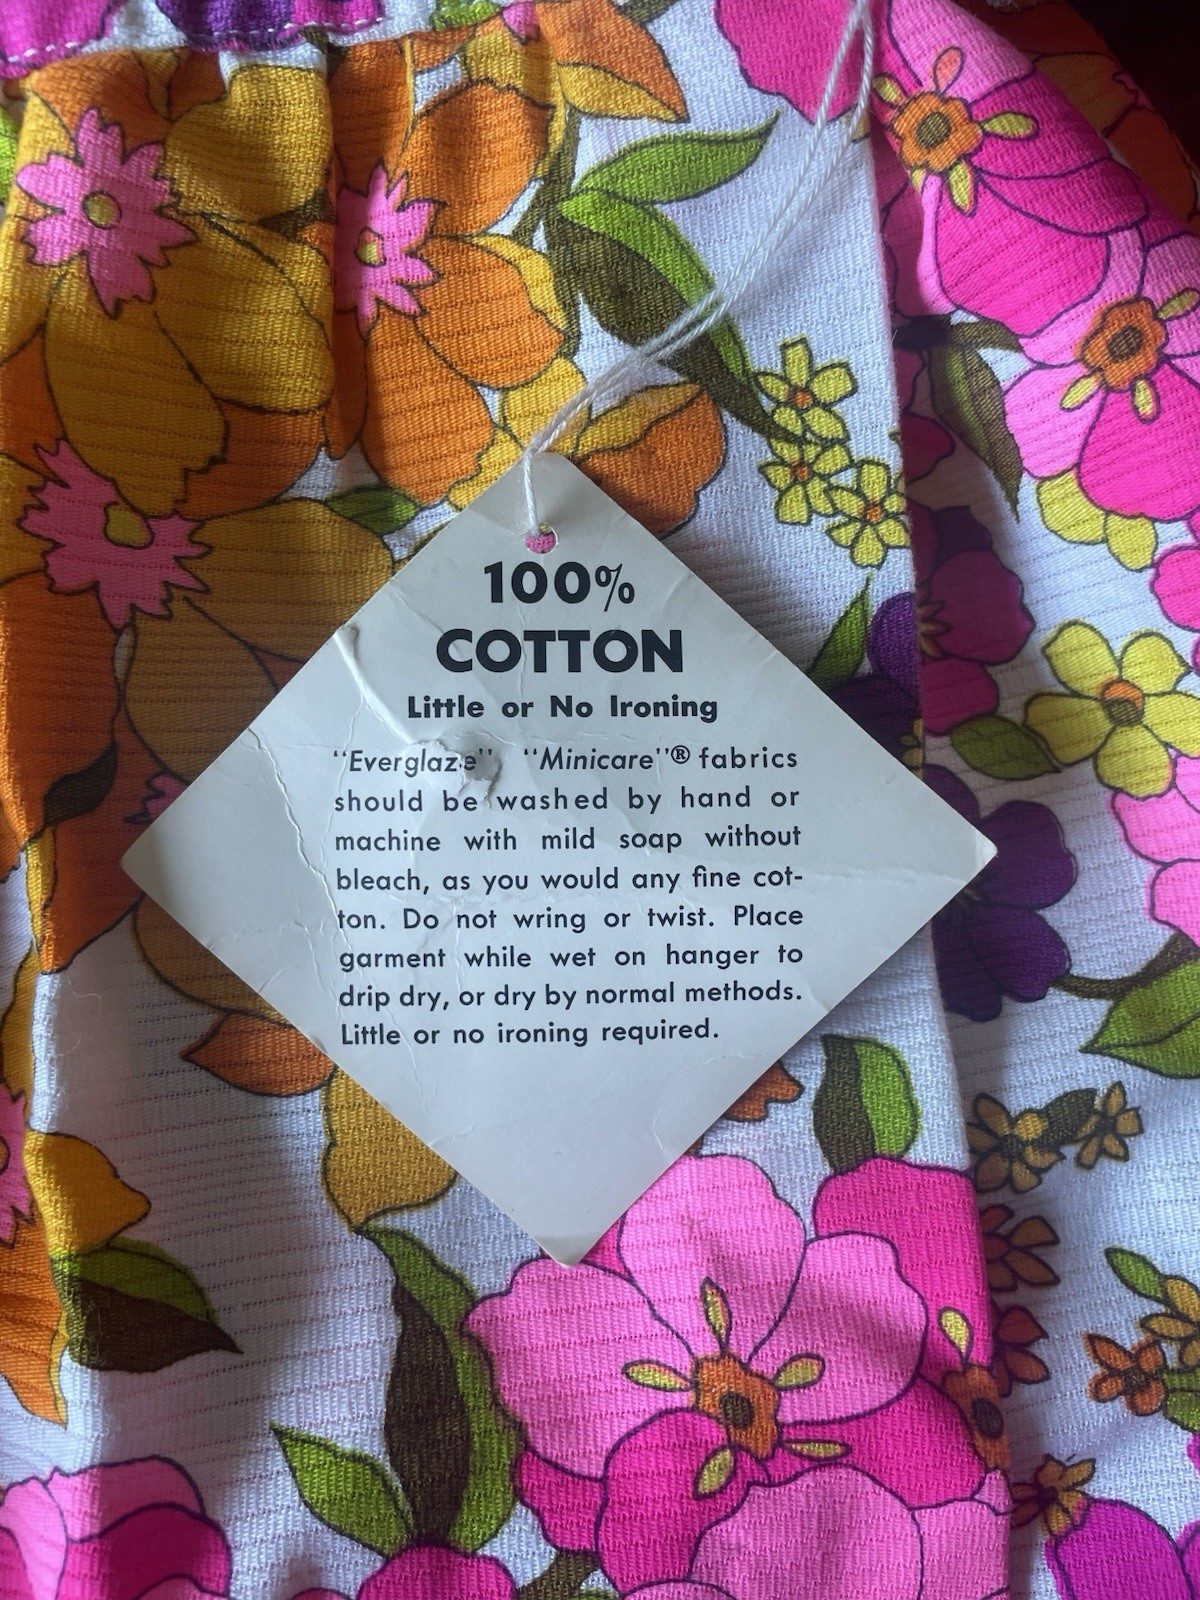 100%
COTTON
Little or No Ironing
“Everglaze” “Minicare”® fabrics
should be washed by hand or
machine with mild soap without
bleach, as you would any fine cot-
ton. Do not wring or twist. Place
garment while wet on hanger to
drip dry, or dry by normal methods.
Little or no ironing required.